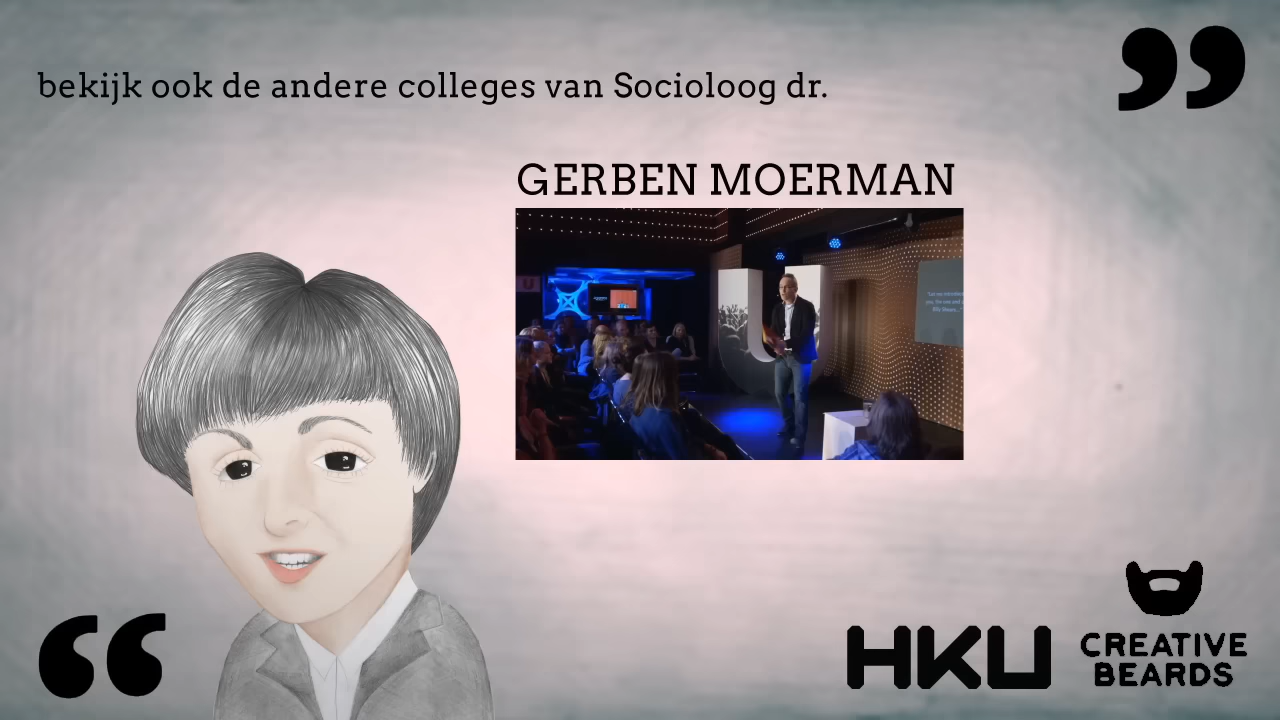 bekijk ook de andere colleges van Socioloog dr.
GERBEN MOERMAN
U
HKU
CREATIVE
BEARDS